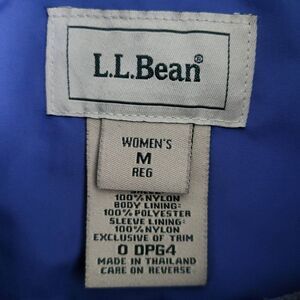 L.L.Bean®
WOMEN'S
M
REG
100% NYLON
BODY LINING:
100% POLYESTER
SLEEVE LINING:
100% NYLON
EXCLUSIVE OF TRIM
0 DPG4
MADE IN THAILAND
CARE ON REVERSE